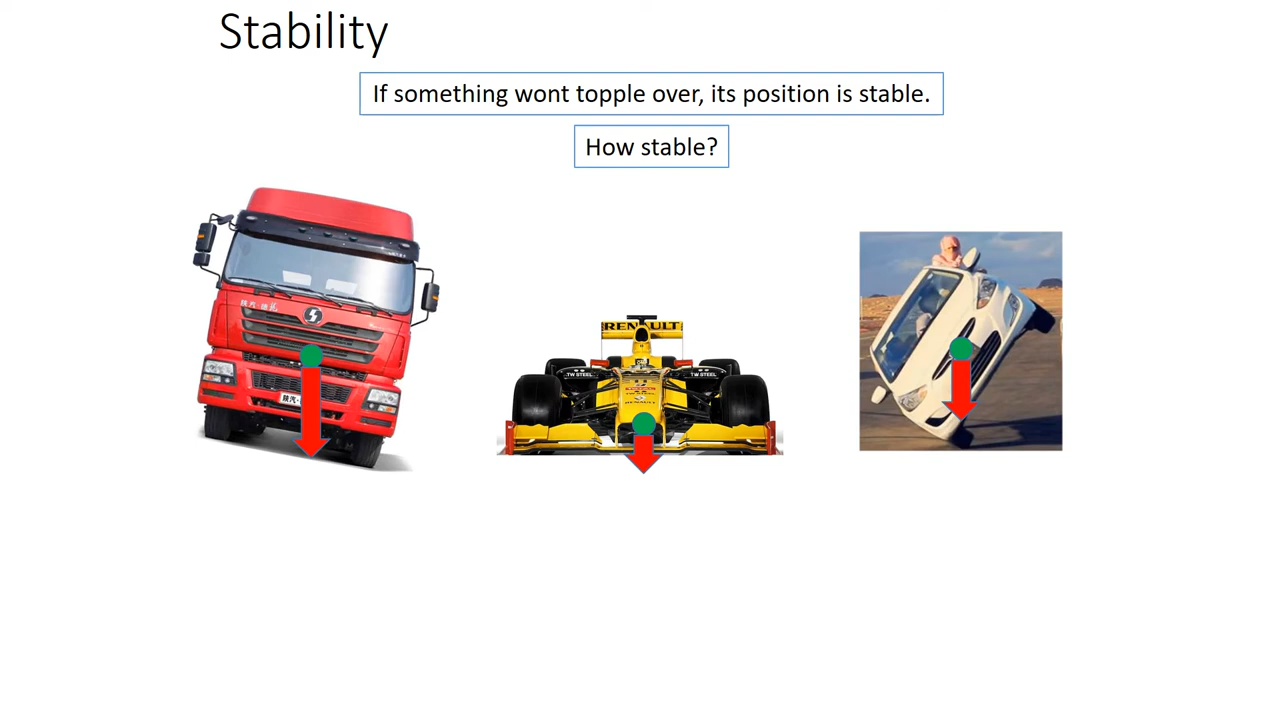 Stability
If something wont topple over, its position is stable.
How stable?
RENAULT
TW STEEL
TW STEEL